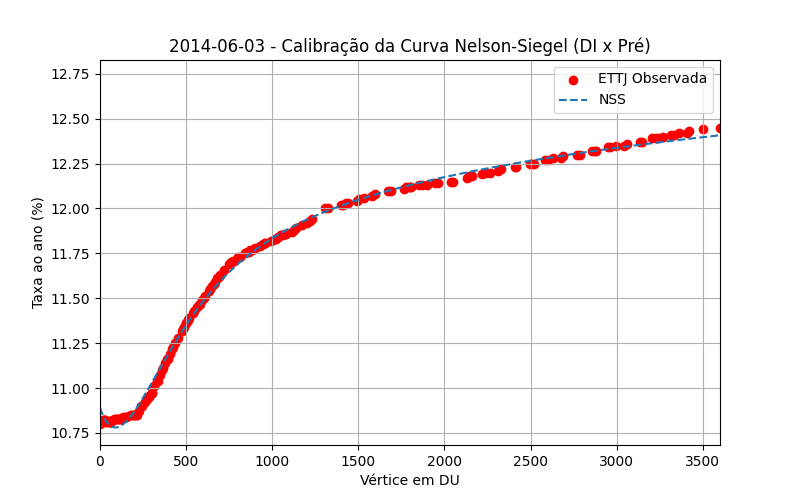 2014-06-03 - Calibração da Curva Nelson-Siegel (DI x Pré)
12.75
12.50
12.25
12.00
11.75
11.50
11.25
11.00
10.75
Taxa ao ano (%)
ETTJ Observada
NSS
0 500 1000 1500 2000 2500 3000 3500
Vértice em DU